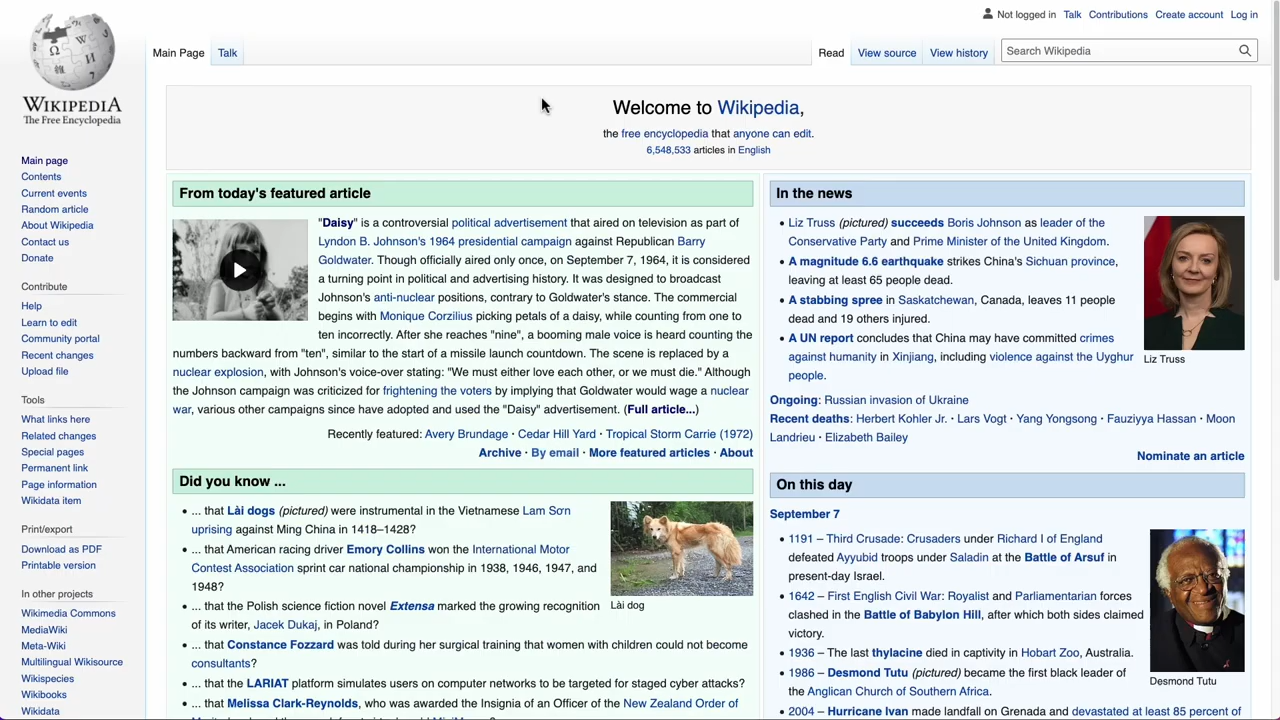 Not logged in Talk Contributions Create account Log in
Main Page Talk Read View source View history Search Wikipedia
WIKIPEDIA
The Free Encyclopedia
Main page
Contents
Current events
Random article
About Wikipedia
Contact us
Donate
Contribute
Help
Learn to edit
Community portal
Recent changes
Upload file
Tools
What links here
Related changes
Special pages
Permanent link
Page information
Wikidata item
Print/export
Download as PDF
Printable version
In other projects
Wikimedia Commons
MediaWiki
Meta-Wiki
Multilingual Wikisource
Wikispecies
Wikibooks
Wikidata
Welcome to Wikipedia,
the free encyclopedia that anyone can edit.
6,548,533 articles in English
From today's featured article
"Daisy" is a controversial political advertisement that aired on television as part of
Lyndon B. Johnson's 1964 presidential campaign against Republican Barry
Goldwater. Though officially aired only once, on September 7, 1964, it is considered
a turning point in political and advertising history. It was designed to broadcast
Johnson's anti-nuclear positions, contrary to Goldwater's stance. The commercial
begins with Monique Corzilius picking petals of a daisy, while counting from one to
ten incorrectly. After she reaches "nine", a booming male voice is heard counting the
numbers backward from "ten", similar to the start of a missile launch countdown. The scene is replaced by a
nuclear explosion, with Johnson's voice-over stating: "We must either love each other, or we must die." Although
the Johnson campaign was criticized for frightening the voters by implying that Goldwater would wage a nuclear
war, various other campaigns since have adopted and used the "Daisy" advertisement. (Full article...)
Recently featured: Avery Brundage · Cedar Hill Yard · Tropical Storm Carrie (1972)
Archive · By email · More featured articles · About
Did you know ...
... that Lài dogs (pictured) were instrumental in the Vietnamese Lam Sơn
uprising against Ming China in 1418–1428?
... that American racing driver Emory Collins won the International Motor
Contest Association sprint car national championship in 1938, 1946, 1947, and
1948?
... that the Polish science fiction novel Extensa marked the growing recognition
of its writer, Jacek Dukaj, in Poland?
Lài dog
... that Constance Fozzard was told during her surgical training that women with children could not become
consultants?
... that the LARIAT platform simulates users on computer networks to be targeted for staged cyber attacks?
... that Melissa Clark-Reynolds, who was awarded the Insignia of an Officer of the New Zealand Order of
In the news
Liz Truss (pictured) succeeds Boris Johnson as leader of the
Conservative Party and Prime Minister of the United Kingdom.
A magnitude 6.6 earthquake strikes China's Sichuan province,
leaving at least 65 people dead.
A stabbing spree in Saskatchewan, Canada, leaves 11 people
dead and 19 others injured.
A UN report concludes that China may have committed crimes
against humanity in Xinjiang, including violence against the Uyghur
people.
Liz Truss
Ongoing: Russian invasion of Ukraine
Recent deaths: Herbert Kohler Jr. · Lars Vogt · Yang Yongsong · Fauziyya Hassan · Moon
Landrieu · Elizabeth Bailey
Nominate an article
On this day
September 7
1191 – Third Crusade: Crusaders under Richard I of England
defeated Ayyubid troops under Saladin at the Battle of Arsuf in
present-day Israel.
1642 – First English Civil War: Royalist and Parliamentarian forces
clashed in the Battle of Babylon Hill, after which both sides claimed
victory.
1936 – The last thylacine died in captivity in Hobart Zoo, Australia.
1986 – Desmond Tutu (pictured) became the first black leader of
the Anglican Church of Southern Africa.
Desmond Tutu
2004 – Hurricane Ivan made landfall on Grenada and devastated at least 85 percent of